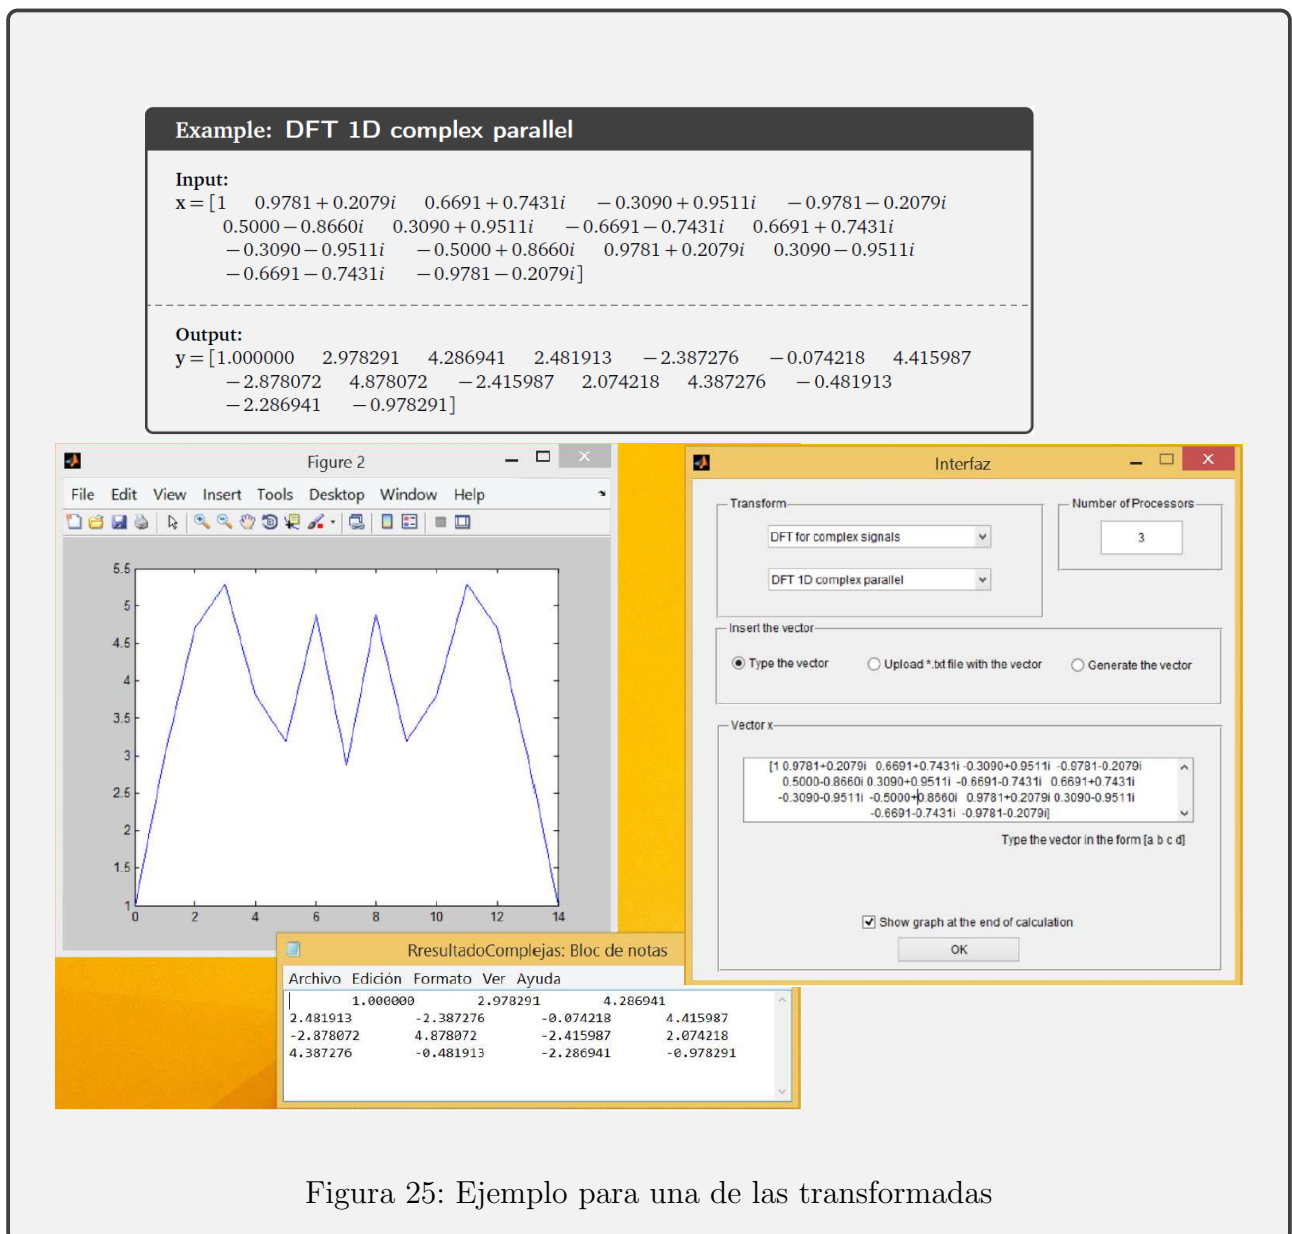 Example: DFT 1D complex parallel
Input:
x = [1 0.9781 + 0.2079i 0.6691 + 0.7431i − 0.3090 + 0.9511i − 0.9781 − 0.2079i
0.5000 − 0.8660i 0.3090 + 0.9511i − 0.6691 − 0.7431i 0.6691 + 0.7431i
− 0.3090 − 0.9511i − 0.5000 + 0.8660i 0.9781 + 0.2079i 0.3090 − 0.9511i
− 0.6691 − 0.7431i − 0.9781 − 0.2079i]
Output:
y = [1.000000 2.978291 4.286941 2.481913 − 2.387276 − 0.074218 4.415987
− 2.878072 4.878072 − 2.415987 2.074218 4.387276 − 0.481913
− 2.286941 − 0.978291]
Figure 2
File Edit View Insert Tools Desktop Window Help
5.5
5
4.5
4
3.5
3
2.5
2
1.5
1
0 2 4 6 8 10 12 14
Interfaz
Transform
DFT for complex signals
DFT 1D complex parallel
Number of Processors
3
Insert the vector
Type the vector Upload *.txt file with the vector Generate the vector
Vector x
[1 0.9781+0.2079i 0.6691+0.7431i -0.3090+0.9511i -0.9781-0.2079i
0.5000-0.8660i 0.3090+0.9511i -0.6691-0.7431i 0.6691+0.7431i
-0.3090-0.9511i -0.5000+0.8660i 0.9781+0.2079i 0.3090-0.9511i
-0.6691-0.7431i -0.9781-0.2079i]
Type the vector in the form [a b c d]
Show graph at the end of calculation
OK
RresultadoComplejas: Bloc de notas
Archivo Edición Formato Ver Ayuda
1.000000 2.978291 4.286941
2.481913 -2.387276 -0.074218 4.415987
-2.878072 4.878072 -2.415987 2.074218
4.387276 -0.481913 -2.286941 -0.978291
Figura 25: Ejemplo para una de las transformadas